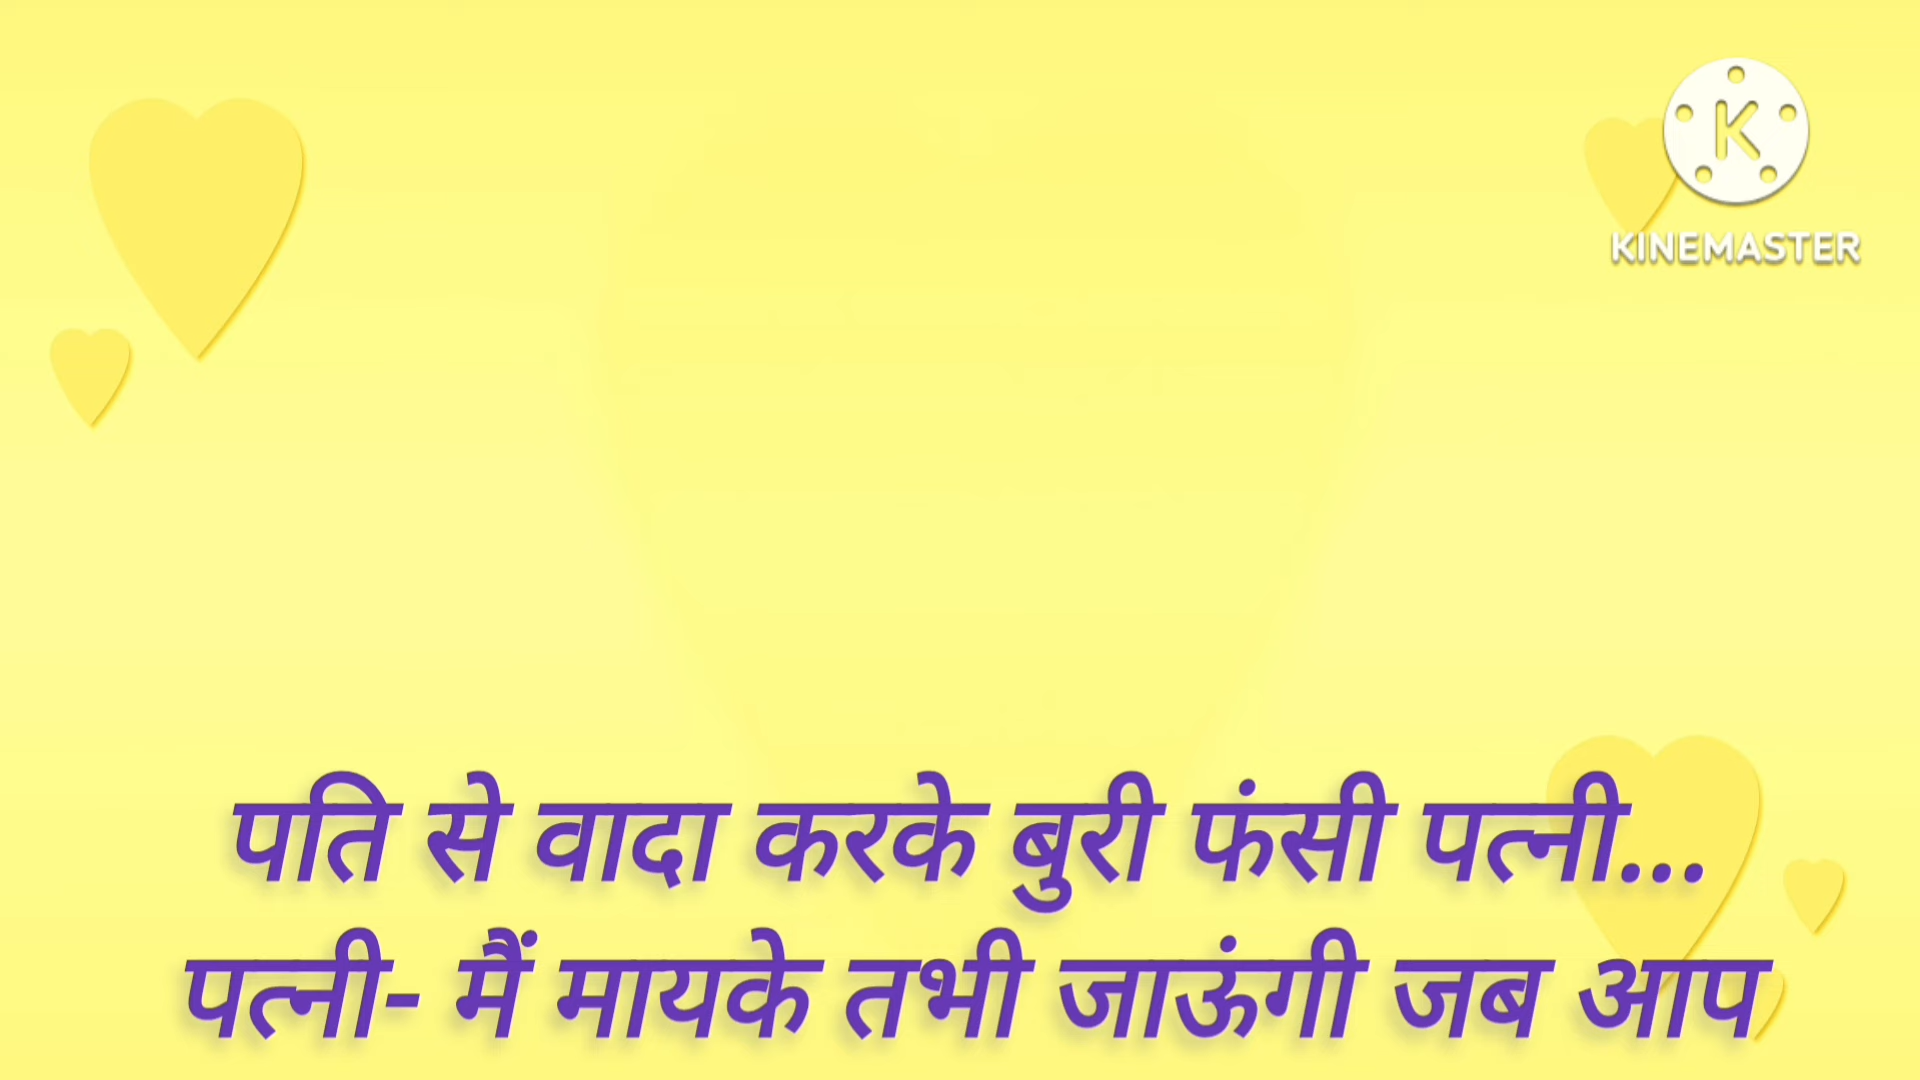 K
KINEMASTER
पति से वादा करके बुरी फंसी पत्नी...
पत्नी- मैं मायके तभी जाऊंगी जब आप